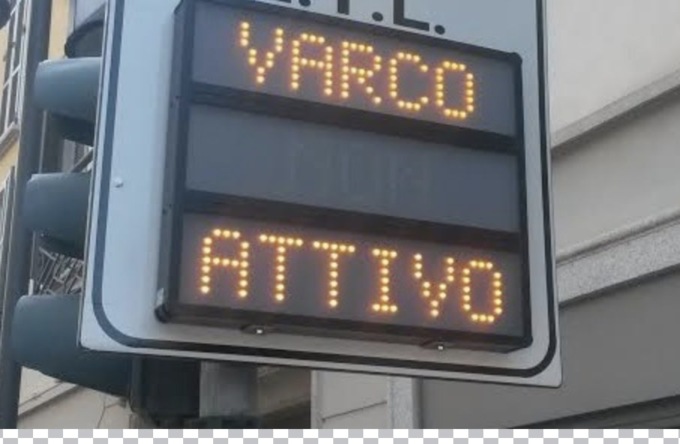 Z.T.L.
VARCO
ATTIVO